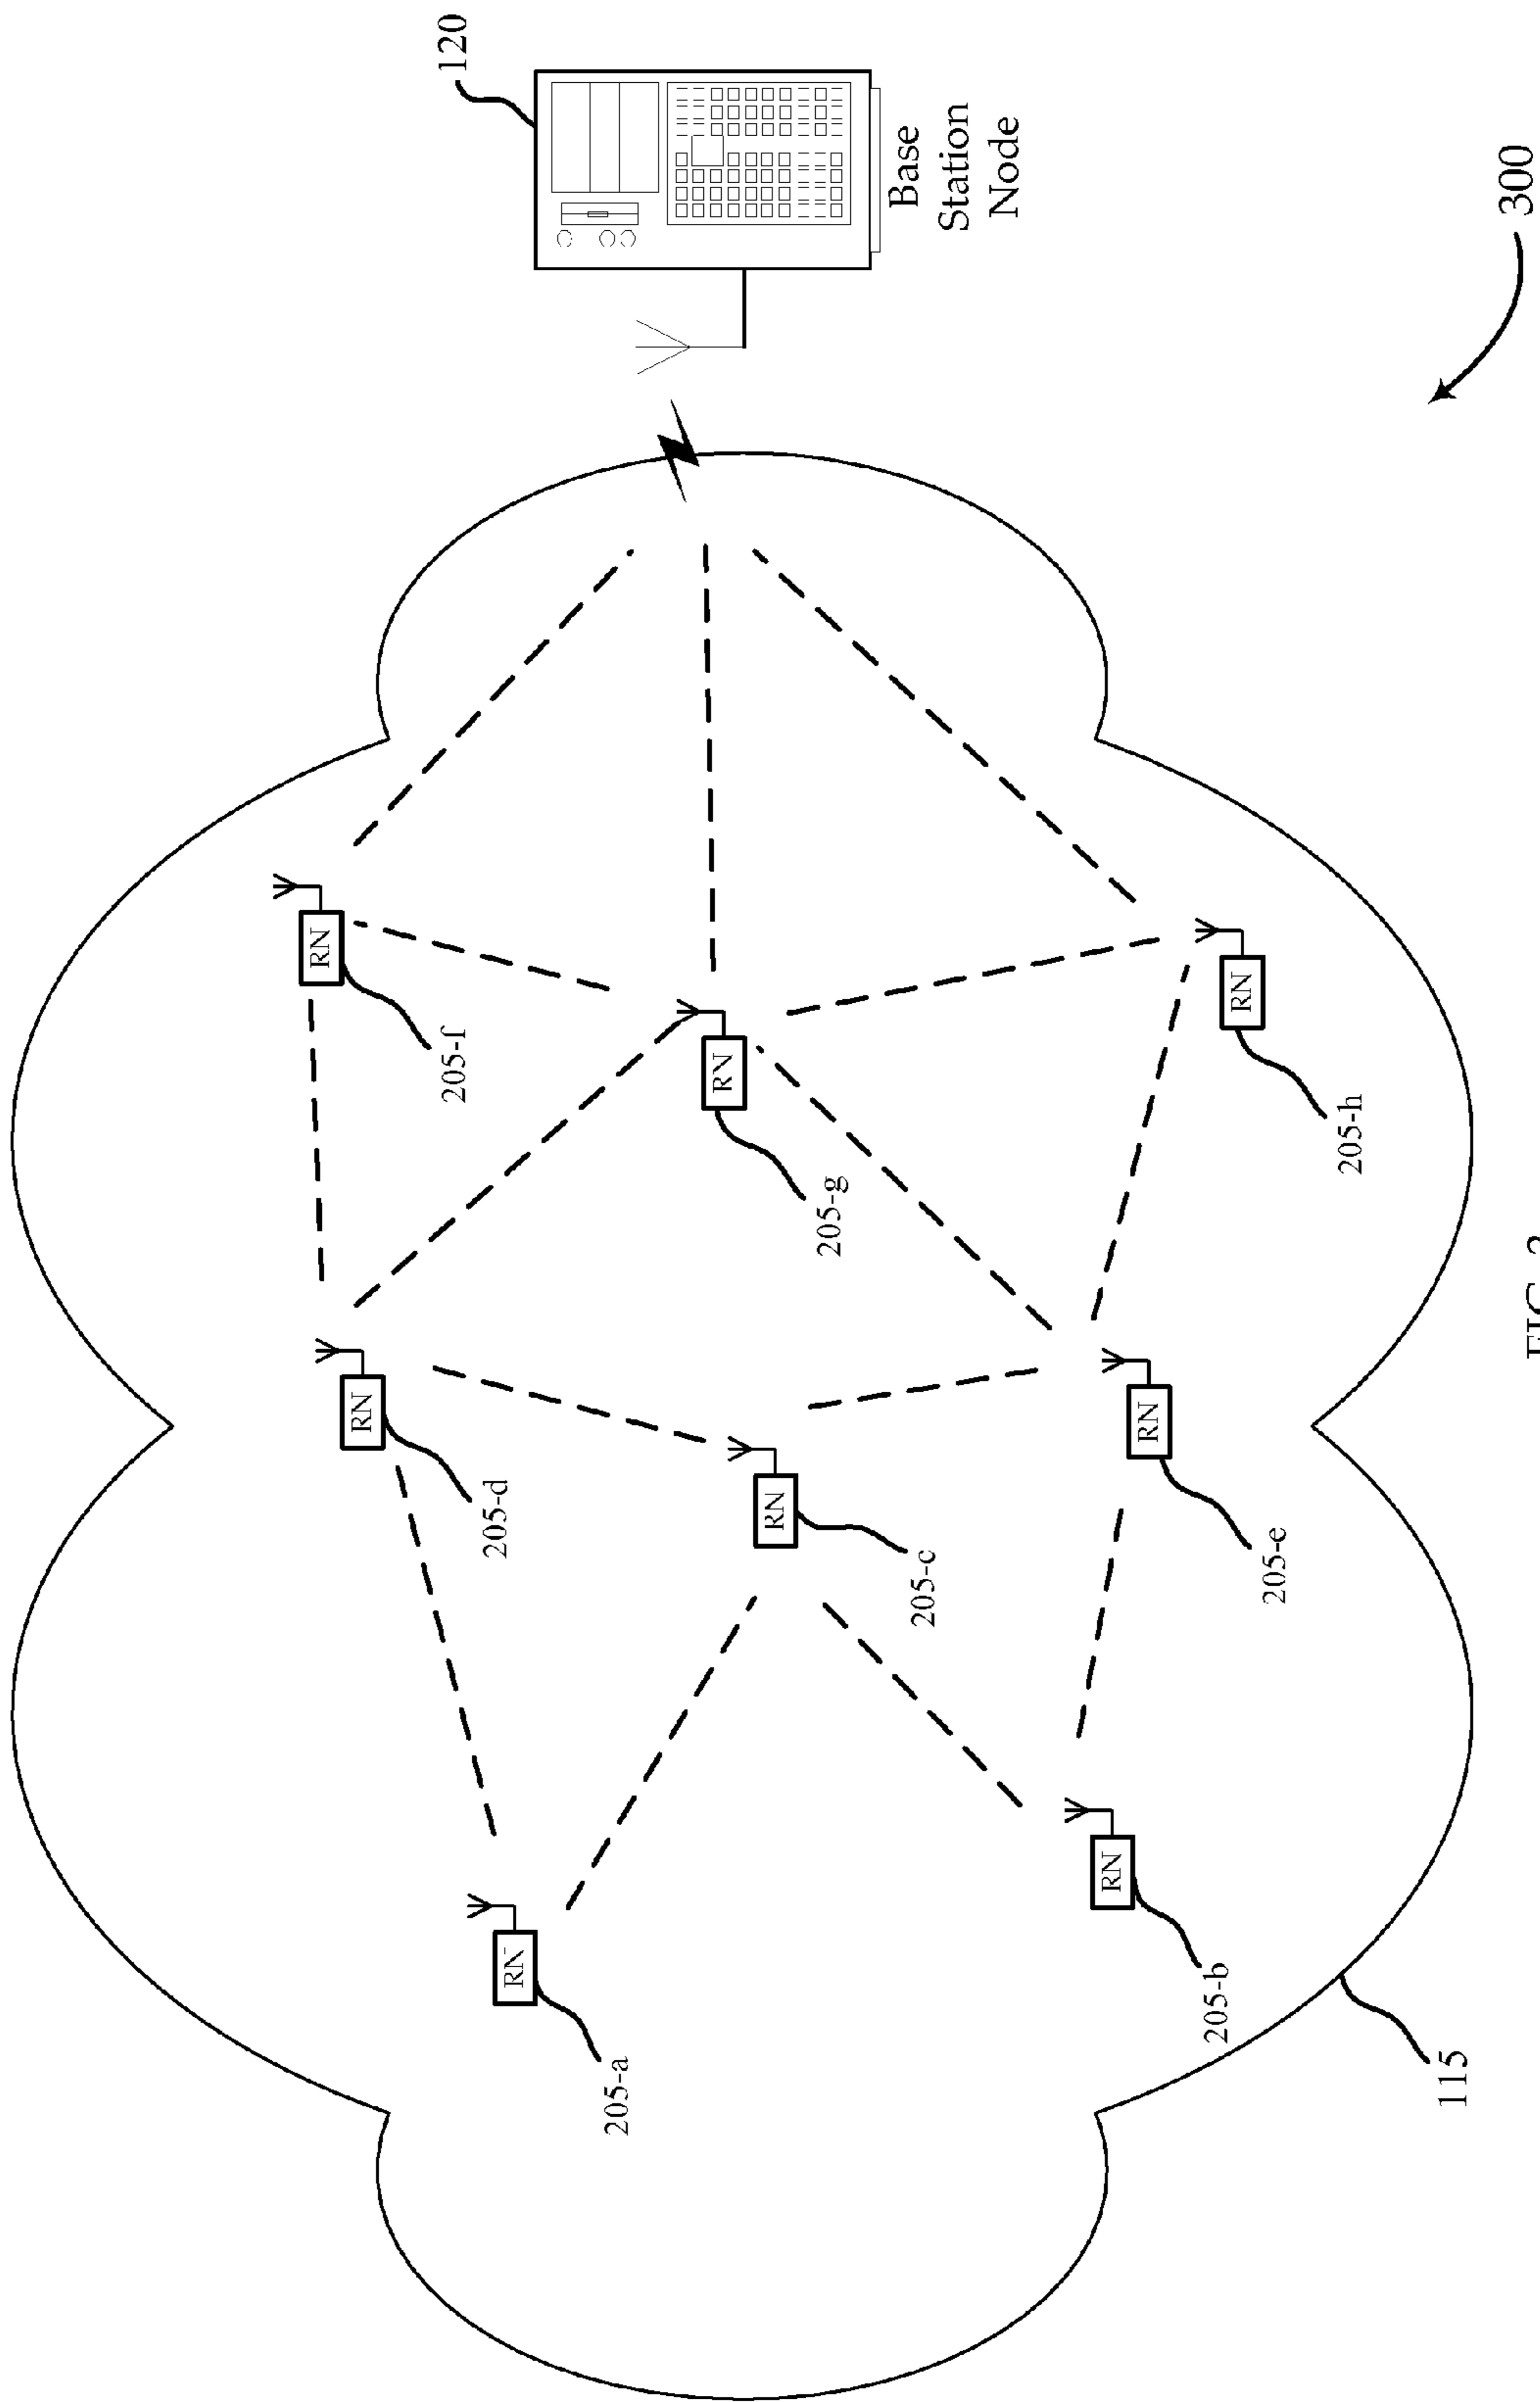 RN
RN
205-f
120
205-d
RN
205-a
RN
RN
205-g
Base
Station
Node
205-c
RN
RN
205-b
RN
205-e
205-h
115
300